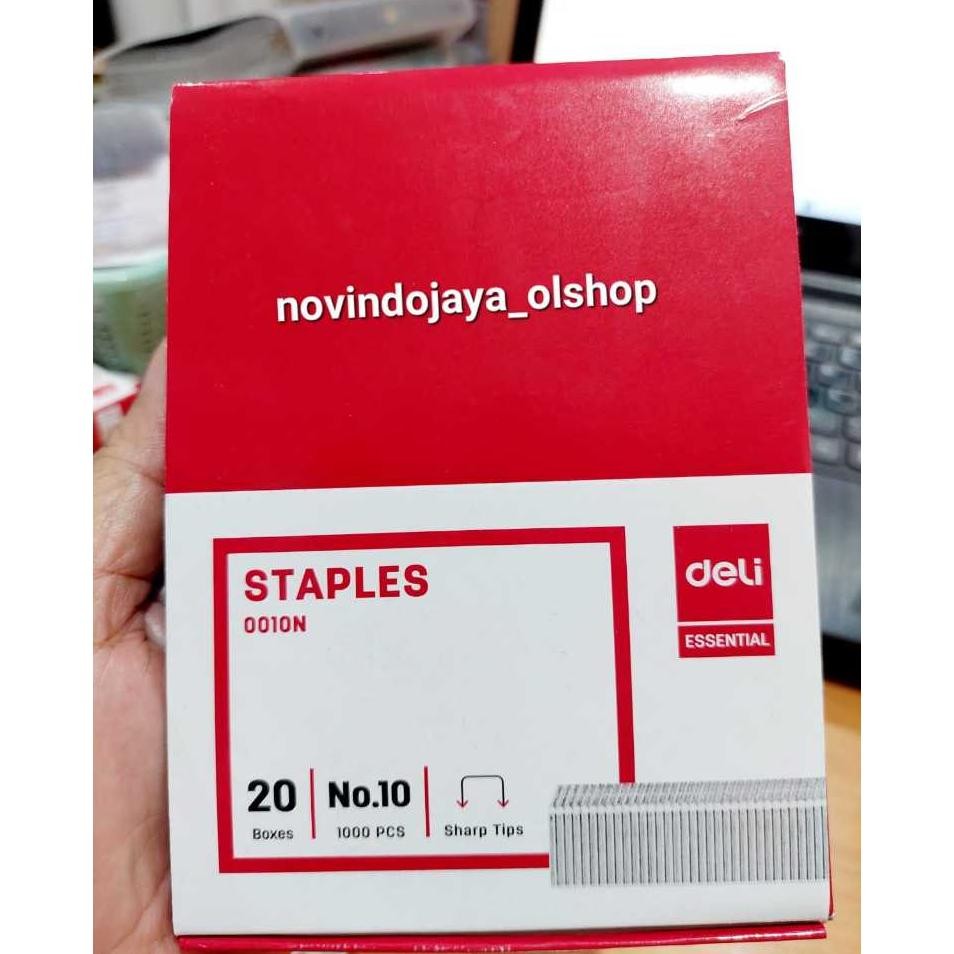 novindojaya_olshop
STAPLES
0010N
deli
ESSENTIAL
20
Boxes
No.10
1000 PCS
Sharp Tips